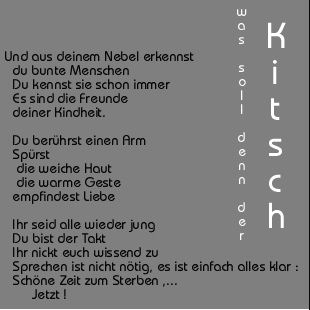 was soll denn der
Kitsch
Und aus deinem Nebel erkennst
du bunte Menschen
Du kennst sie schon immer
Es sind die Freunde
deiner Kindheit.
Du berührst einen Arm
Spürst
die weiche Haut
die warme Geste
empfindest Liebe
Ihr seid alle wieder jung
Du bist der Takt
Ihr nickt euch wissend zu
Sprechen ist nicht nötig, es ist einfach alles klar :
Schöne Zeit zum Sterben ,...
Jetzt !